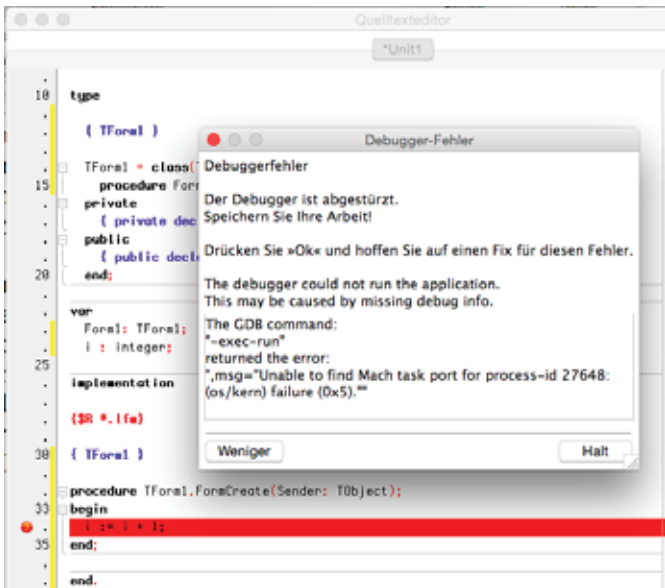 Quelltexteditor
*Unit1
10 type
{ TForm1 }
TForm1 = class(
15 procedure For
private
{ private dec
public
{ public decl
20 end;
var
Form1: TForm1;
i : integer;
25
implementation
{$R *.lfm}
30 { TForm1 }
procedure TForm1.FormCreate(Sender: TObject);
33 begin
i := i + 1;
35 end;
end.
Debugger-Fehler
Debuggerfehler
Der Debugger ist abgestürzt.
Speichern Sie Ihre Arbeit!
Drücken Sie »Ok« und hoffen Sie auf einen Fix für diesen Fehler.
The debugger could not run the application.
This may be caused by missing debug info.
The GDB command:
"-exec-run"
returned the error:
",msg="Unable to find Mach task port for process-id 27648:
(os/kern) failure (0x5).""
Weniger
Halt